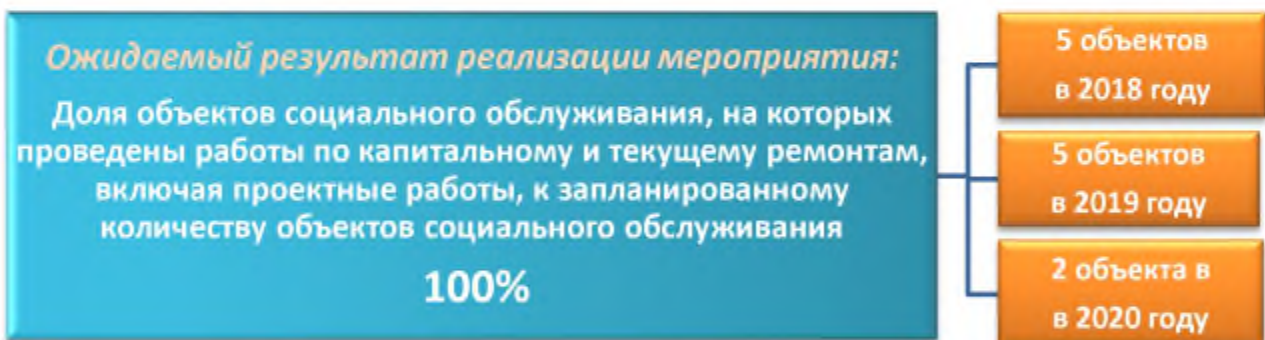 Ожидаемый результат реализации мероприятия:
Доля объектов социального обслуживания, на которых
проведены работы по капитальному и текущему ремонтам,
включая проектные работы, к запланированному
количеству объектов социального обслуживания
100%
5 объектов
в 2018 году
5 объектов
в 2019 году
2 объекта в
в 2020 году